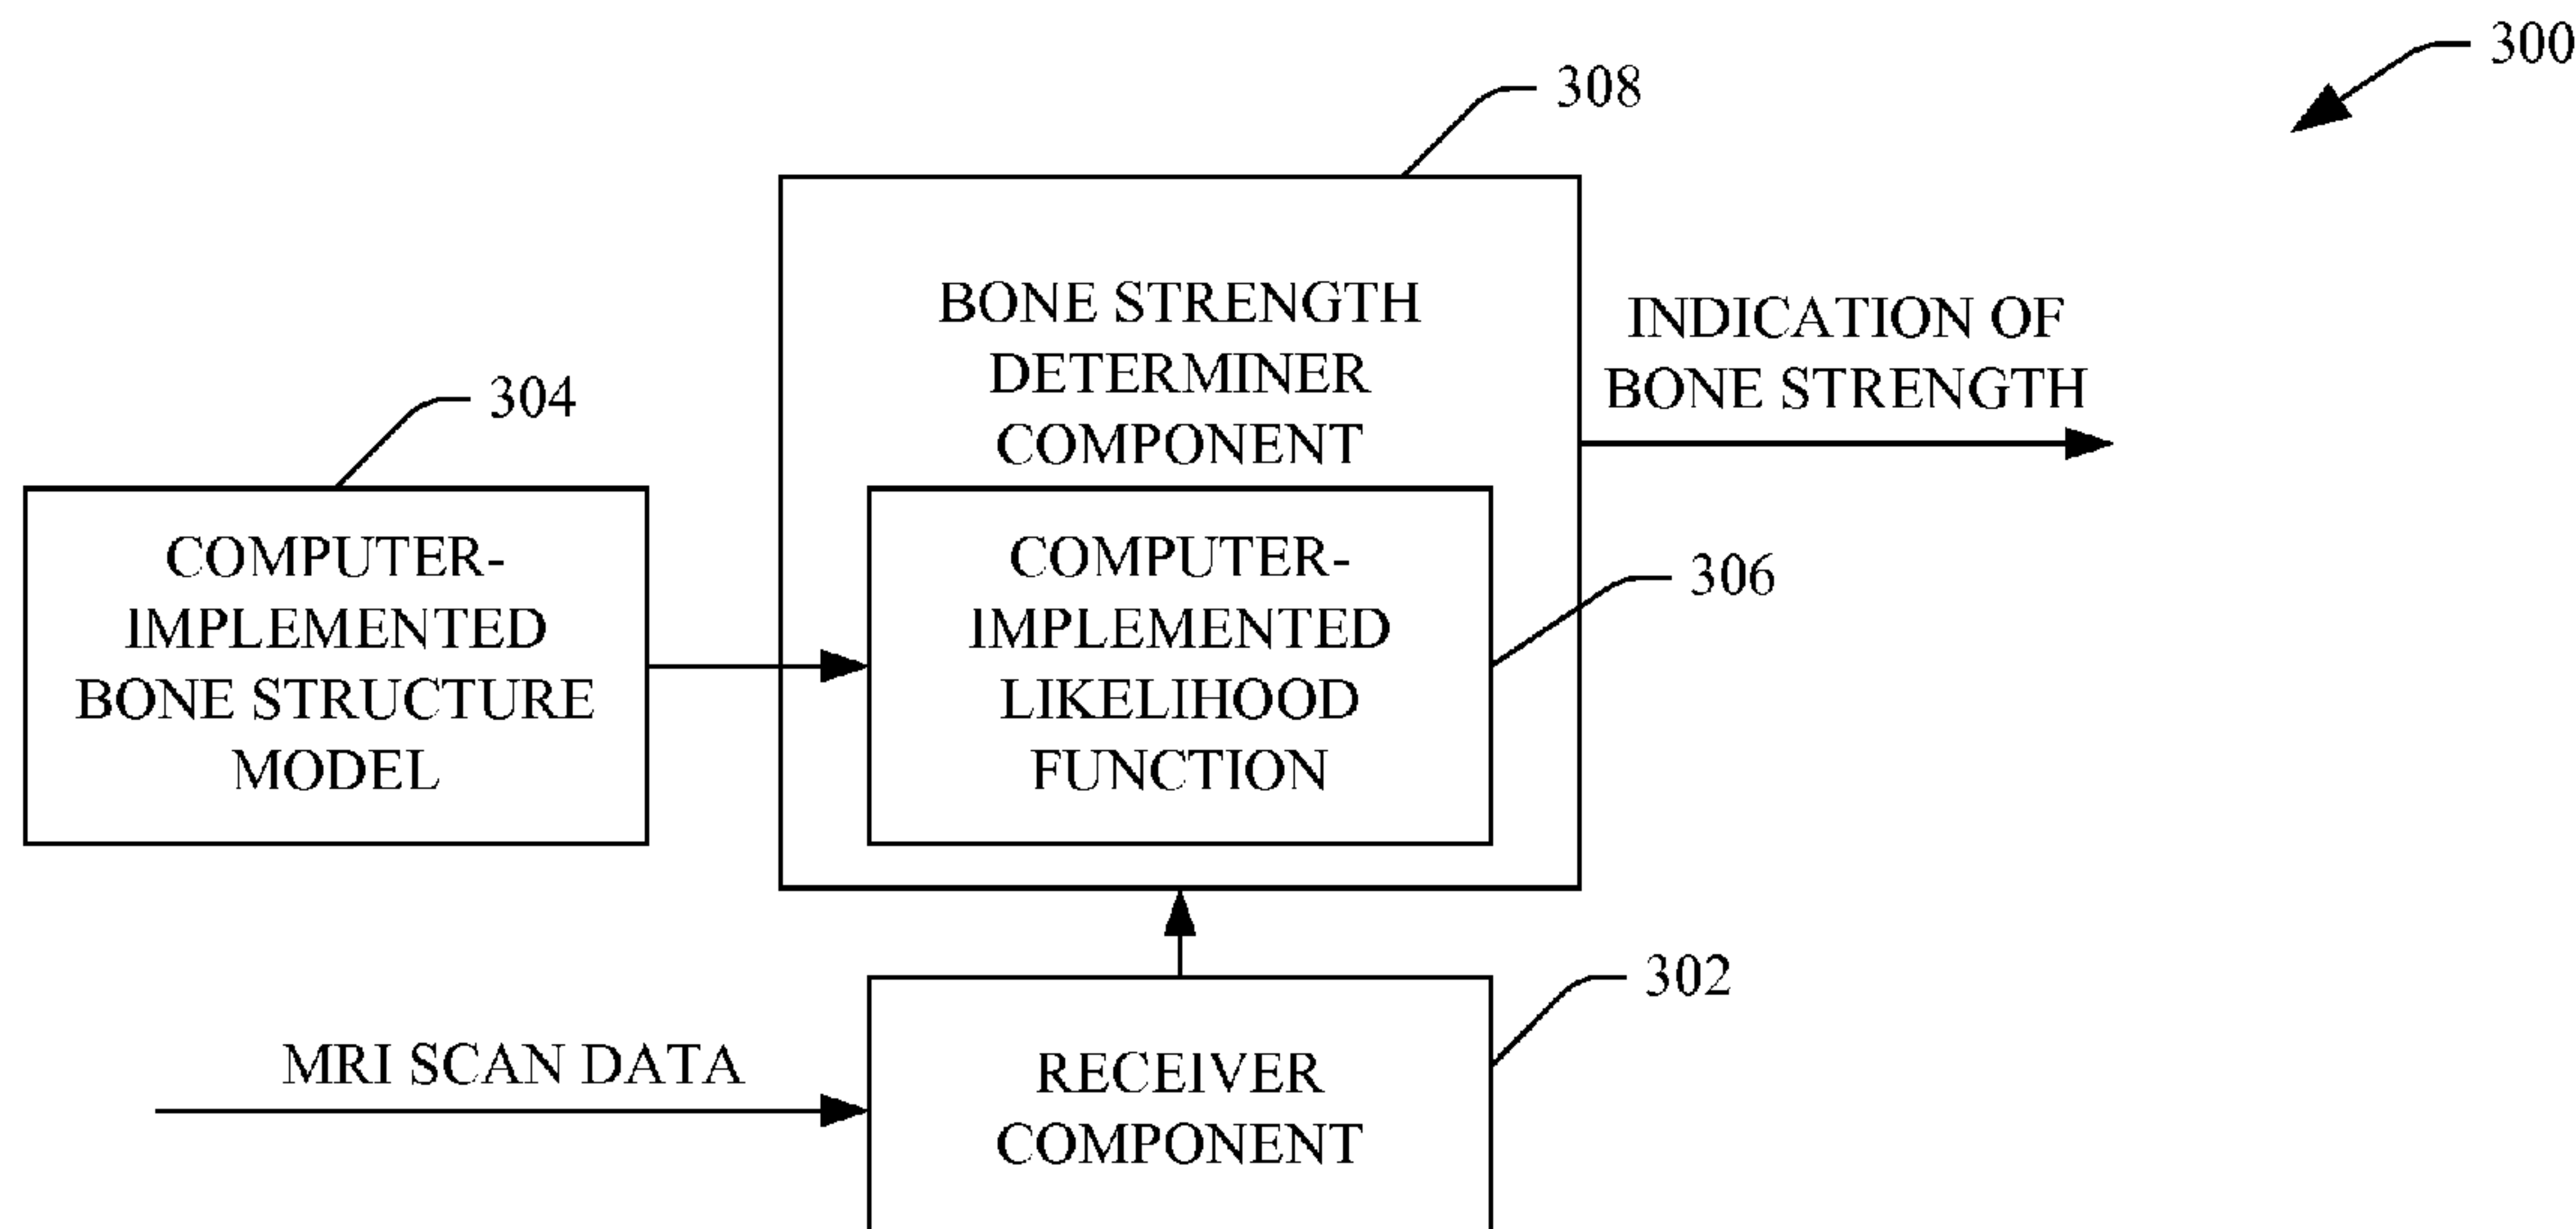 300
308
BONE STRENGTH
DETERMINER
COMPONENT
INDICATION OF
BONE STRENGTH
304
COMPUTER-
IMPLEMENTED
BONE STRUCTURE
MODEL
COMPUTER-
IMPLEMENTED
LIKELIHOOD
FUNCTION
306
302
MRI SCAN DATA
RECEIVER
COMPONENT